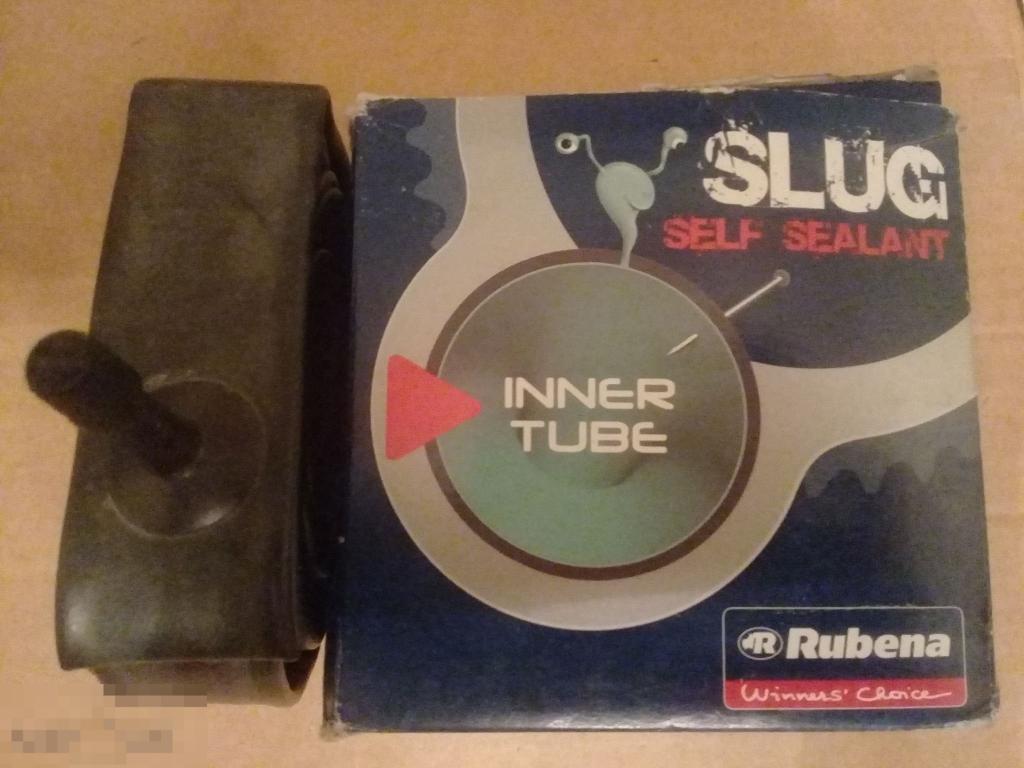 SLUG
SELF SEALANT
INNER
TUBE
R Rubena
Winners' Choice